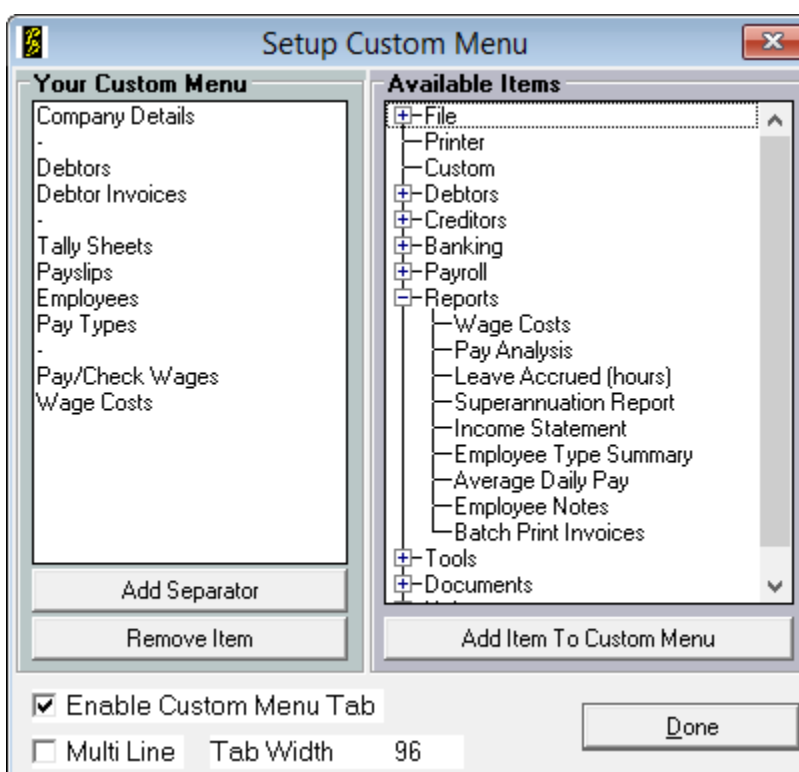 Setup Custom Menu
Your Custom Menu
Company Details
-
Debtors
Debtor Invoices
-
Tally Sheets
Payslips
Employees
Pay Types
-
Pay/Check Wages
Wage Costs
Add Separator
Remove Item
Available Items
File
Printer
Custom
Debtors
Creditors
Banking
Payroll
Reports
Wage Costs
Pay Analysis
Leave Accrued (hours)
Superannuation Report
Income Statement
Employee Type Summary
Average Daily Pay
Employee Notes
Batch Print Invoices
Tools
Documents
Add Item To Custom Menu
Enable Custom Menu Tab
Multi Line Tab Width 96
Done